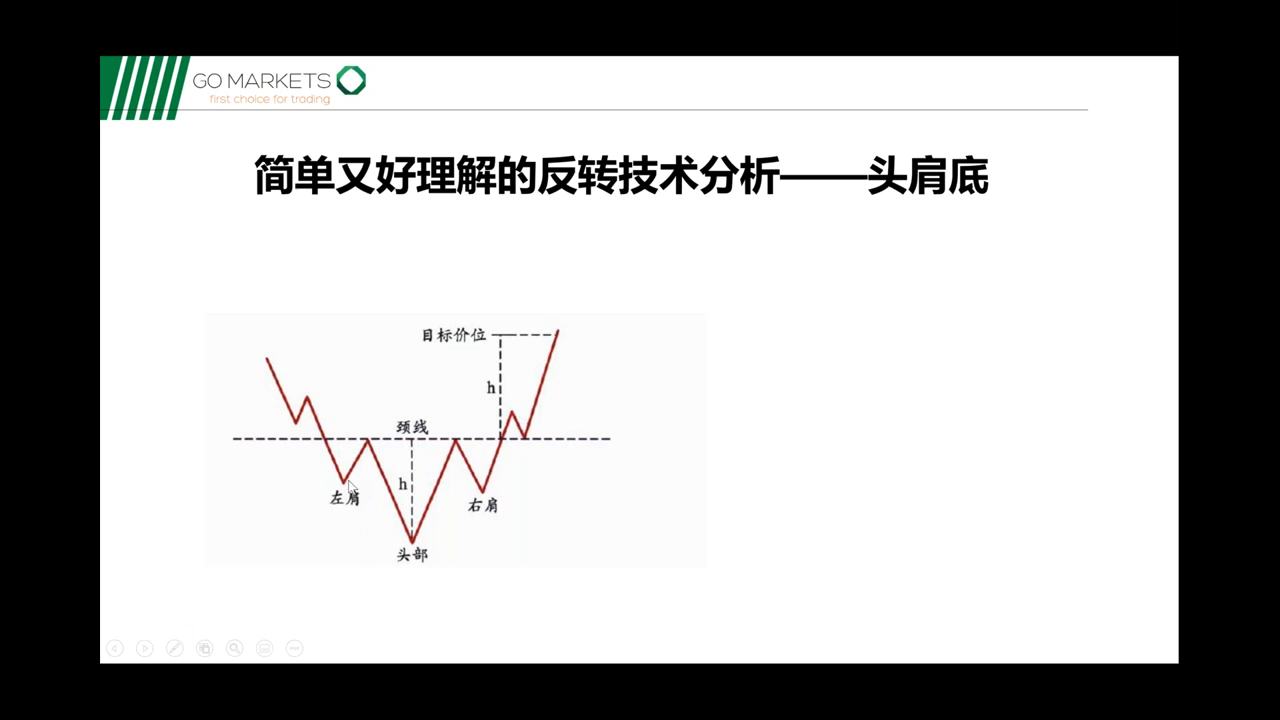 GO MARKETS
first choice for trading
简单又好理解的反转技术分析——头肩底
目标价位
h
颈线
h
左肩
右肩
头部